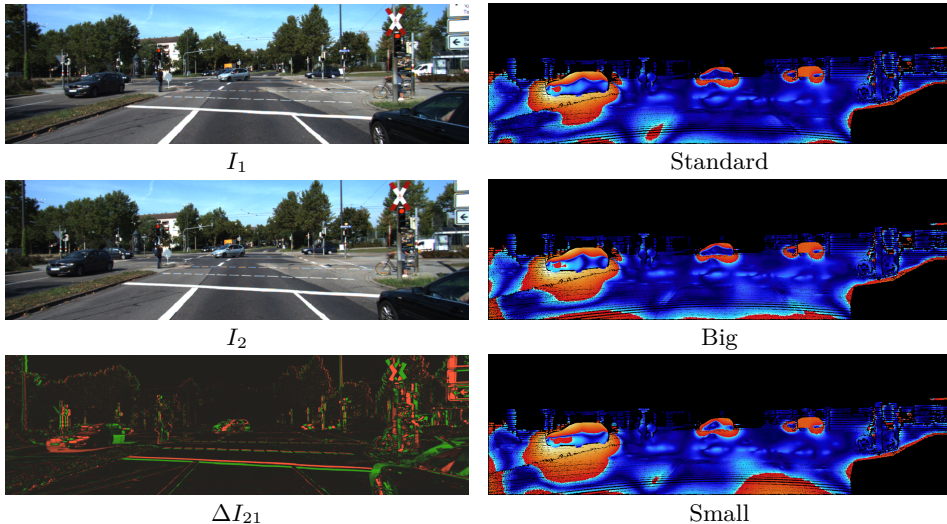 I₁
Standard
I₂
Big
ΔI₂₁
Small